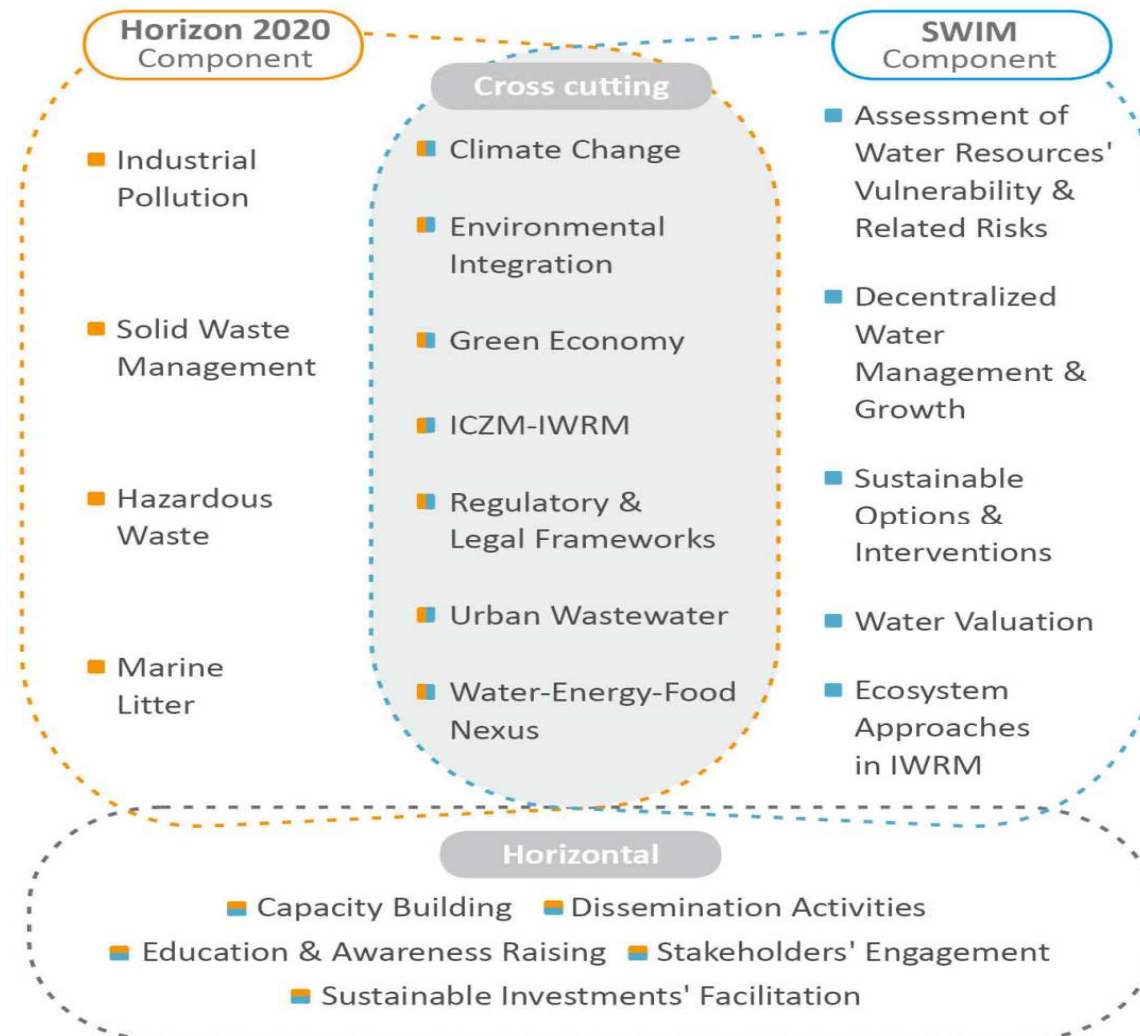 Horizon 2020
Component
Industrial
Pollution
Solid Waste
Management
Hazardous
Waste
Marine
Litter
Cross cutting
Climate Change
Environmental
Integration
Green Economy
ICZM-IWRM
Regulatory &
Legal Frameworks
Urban Wastewater
Water-Energy-Food
Nexus
SWIM
Component
Assessment of
Water Resources'
Vulnerability &
Related Risks
Decentralized
Water
Management &
Growth
Sustainable
Options &
Interventions
Water Valuation
Ecosystem
Approaches
in IWRM
Horizontal
Capacity Building Dissemination Activities
Education & Awareness Raising Stakeholders' Engagement
Sustainable Investments' Facilitation